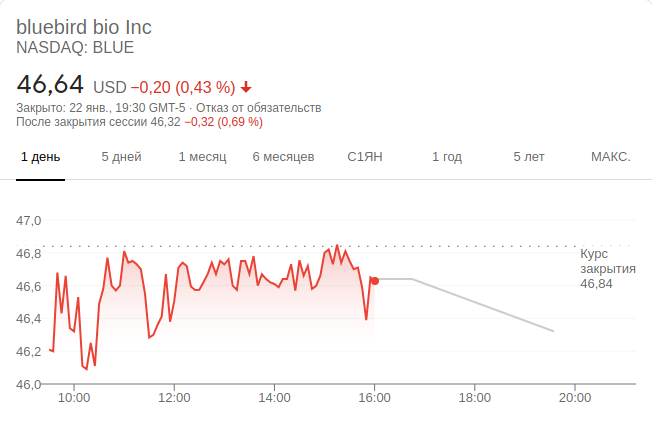 bluebird bio Inc
NASDAQ: BLUE
46,64 USD −0,20 (0,43 %)
Закрыто: 22 янв., 19:30 GMT-5 · Отказ от обязательств
После закрытия сессии 46,32 −0,32 (0,69 %)
1 день 5 дней 1 месяц 6 месяцев С1ЯН 1 год 5 лет МАКС.
47,0
46,8
46,6
46,4
46,2
46,0
Курс
закрытия
46,84
10:00 12:00 14:00 16:00 18:00 20:00